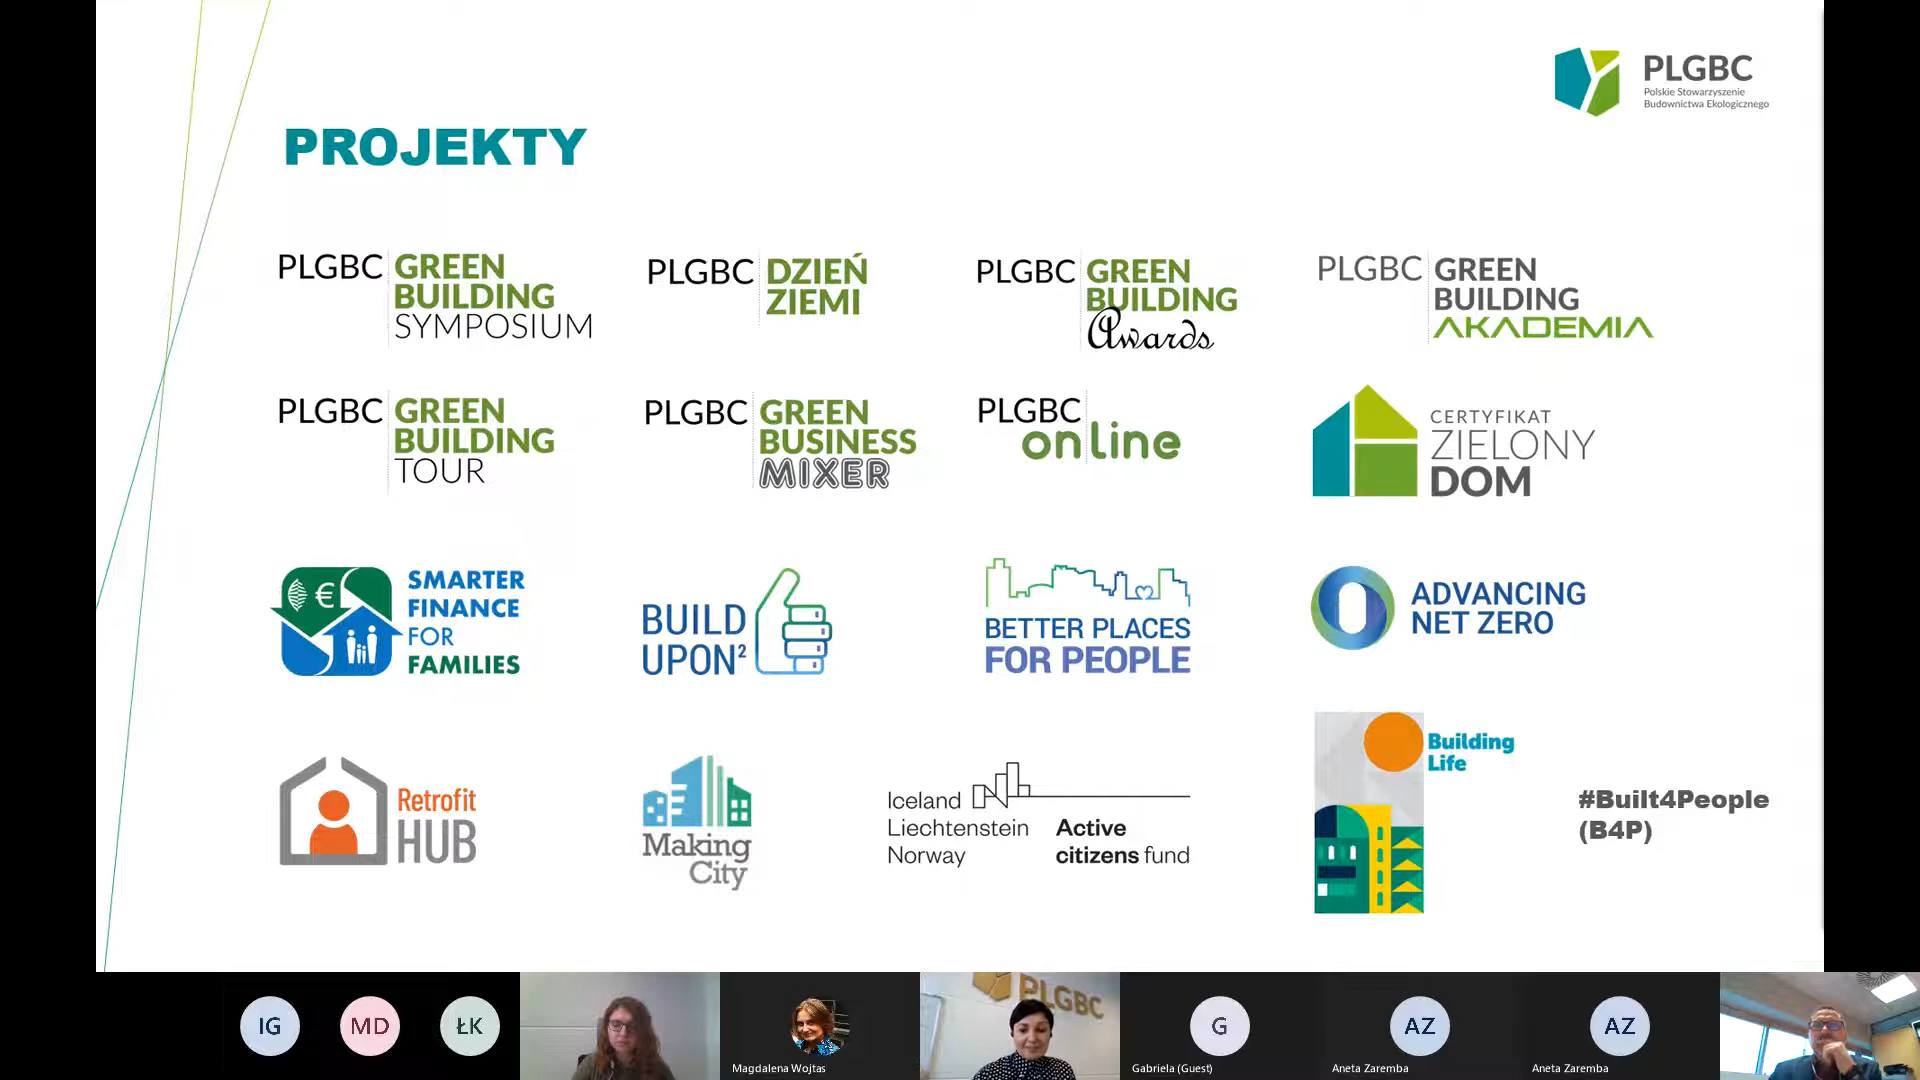 PLGBC
Polskie Stowarzyszenie
Budownictwa Ekologicznego
PROJEKTY
PLGBC GREEN
BUILDING
SYMPOSIUM
PLGBC DZIEŃ
ZIEMI
PLGBC GREEN
BUILDING
Awards
PLGBC GREEN
BUILDING
AKADEMIA
PLGBC GREEN
BUILDING
TOUR
PLGBC GREEN
BUSINESS
MIXER
PLGBC
online
CERTYFIKAT
ZIELONY
DOM
€
SMARTER
FINANCE
FOR
FAMILIES
BUILD
UPON²
BETTER PLACES
FOR PEOPLE
ADVANCING
NET ZERO
Retrofit
HUB
Making
City
Iceland
Liechtenstein
Norway
Active
citizens fund
Building
Life
#Built4People
(B4P)
IG
MD
ŁK
Magdalena Wojtas
PLGBC
G
Gabriela (Guest)
AZ
Aneta Zaremba
AZ
Aneta Zaremba